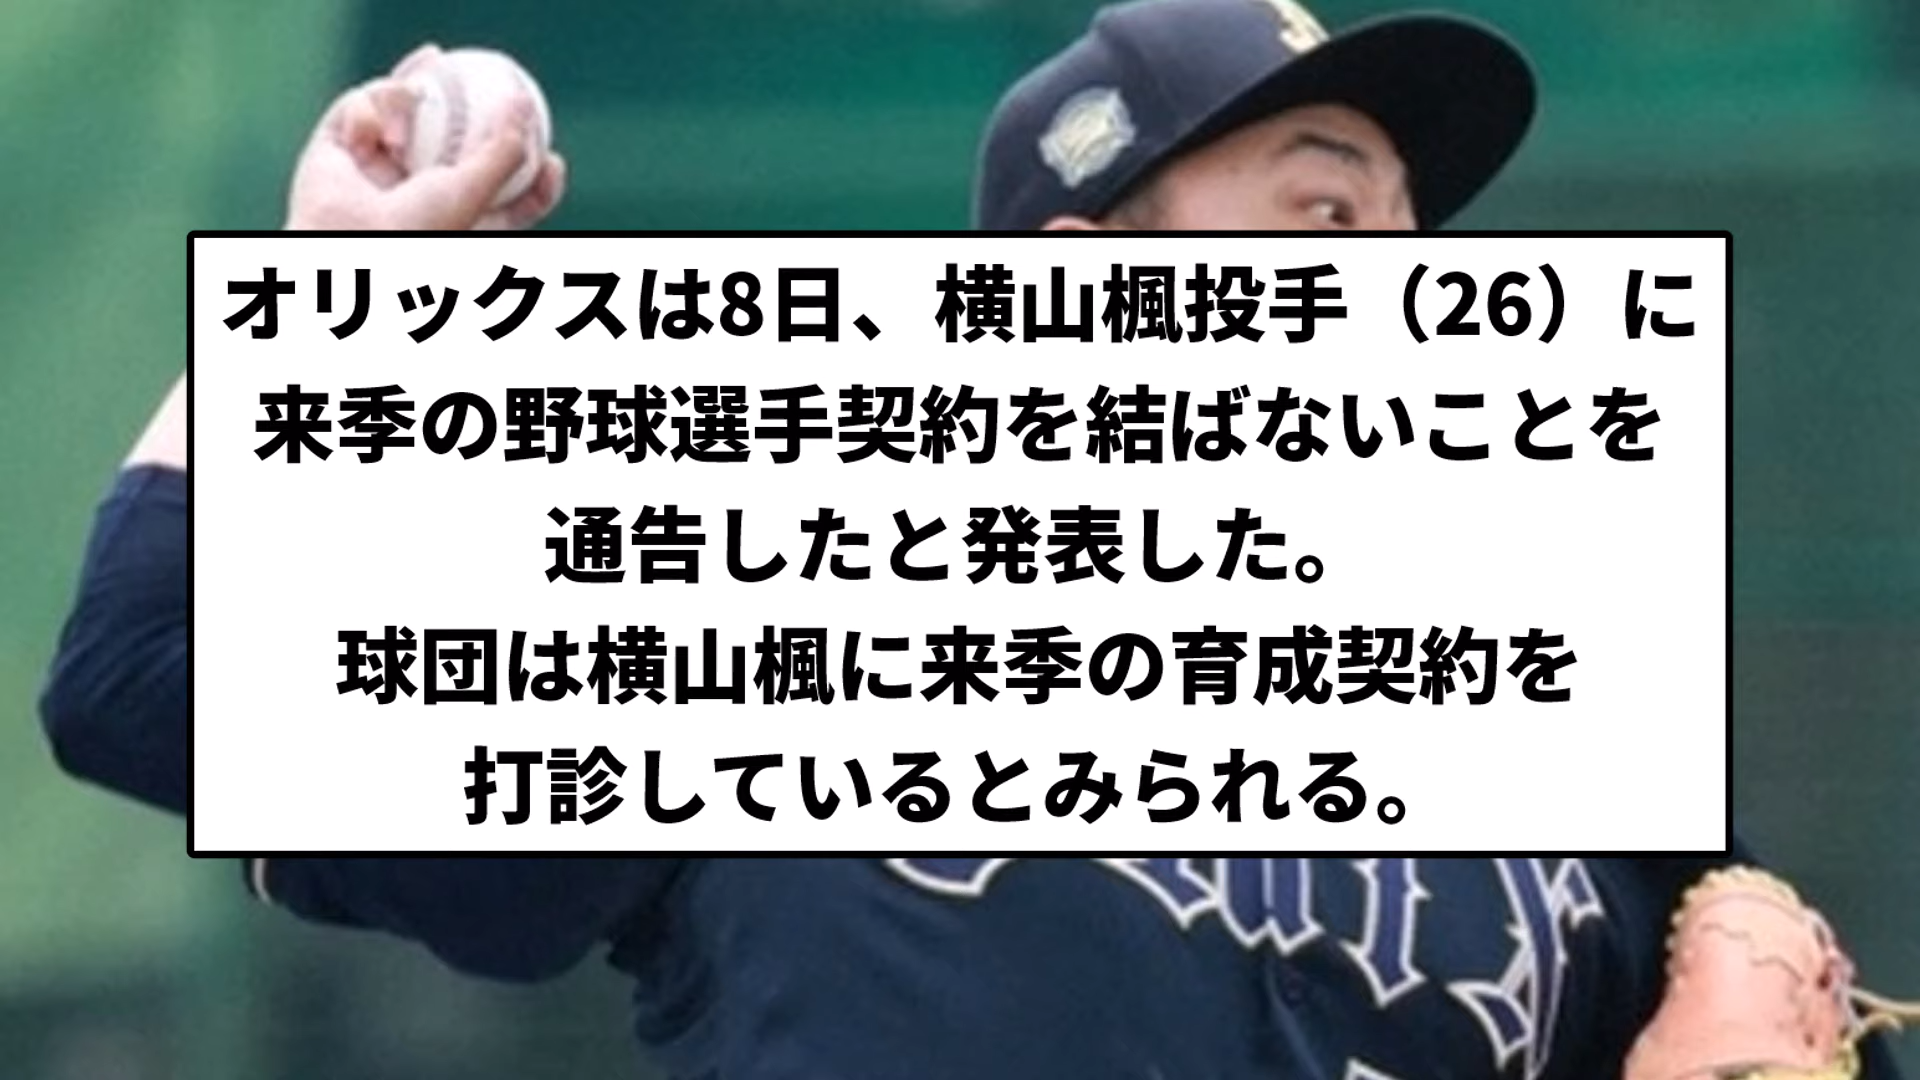 オリックスは8日、横山楓投手（26）に
来季の野球選手契約を結ばないことを
通告したと発表した。
球団は横山楓に来季の育成契約を
打診しているとみられる。